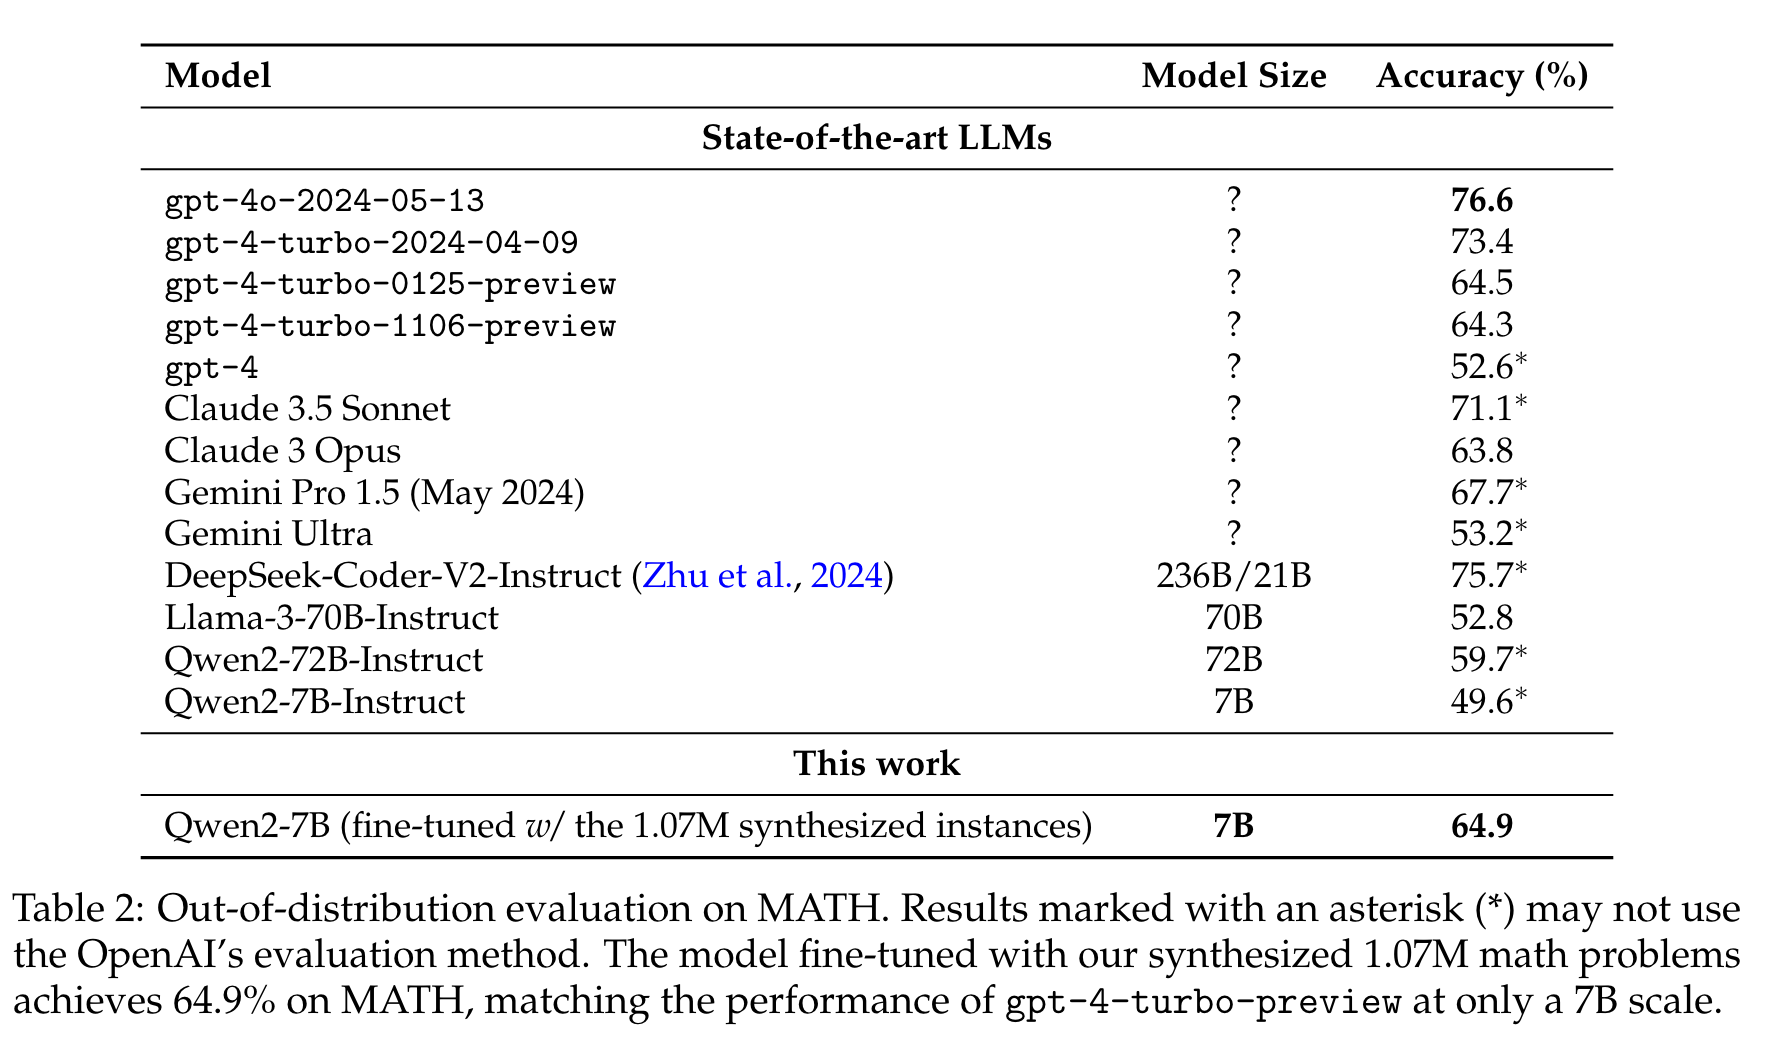 Model Model Size Accuracy (%)
State-of-the-art LLMs
gpt-4o-2024-05-13 ? 76.6
gpt-4-turbo-2024-04-09 ? 73.4
gpt-4-turbo-0125-preview ? 64.5
gpt-4-turbo-1106-preview ? 64.3
gpt-4 ? 52.6*
Claude 3.5 Sonnet ? 71.1*
Claude 3 Opus ? 63.8
Gemini Pro 1.5 (May 2024) ? 67.7*
Gemini Ultra ? 53.2*
DeepSeek-Coder-V2-Instruct (Zhu et al., 2024) 236B/21B 75.7*
Llama-3-70B-Instruct 70B 52.8
Qwen2-72B-Instruct 72B 59.7*
Qwen2-7B-Instruct 7B 49.6*
This work
Qwen2-7B (fine-tuned w/ the 1.07M synthesized instances) 7B 64.9
Table 2: Out-of-distribution evaluation on MATH. Results marked with an asterisk (*) may not use
the OpenAI's evaluation method. The model fine-tuned with our synthesized 1.07M math problems
achieves 64.9% on MATH, matching the performance of gpt-4-turbo-preview at only a 7B scale.